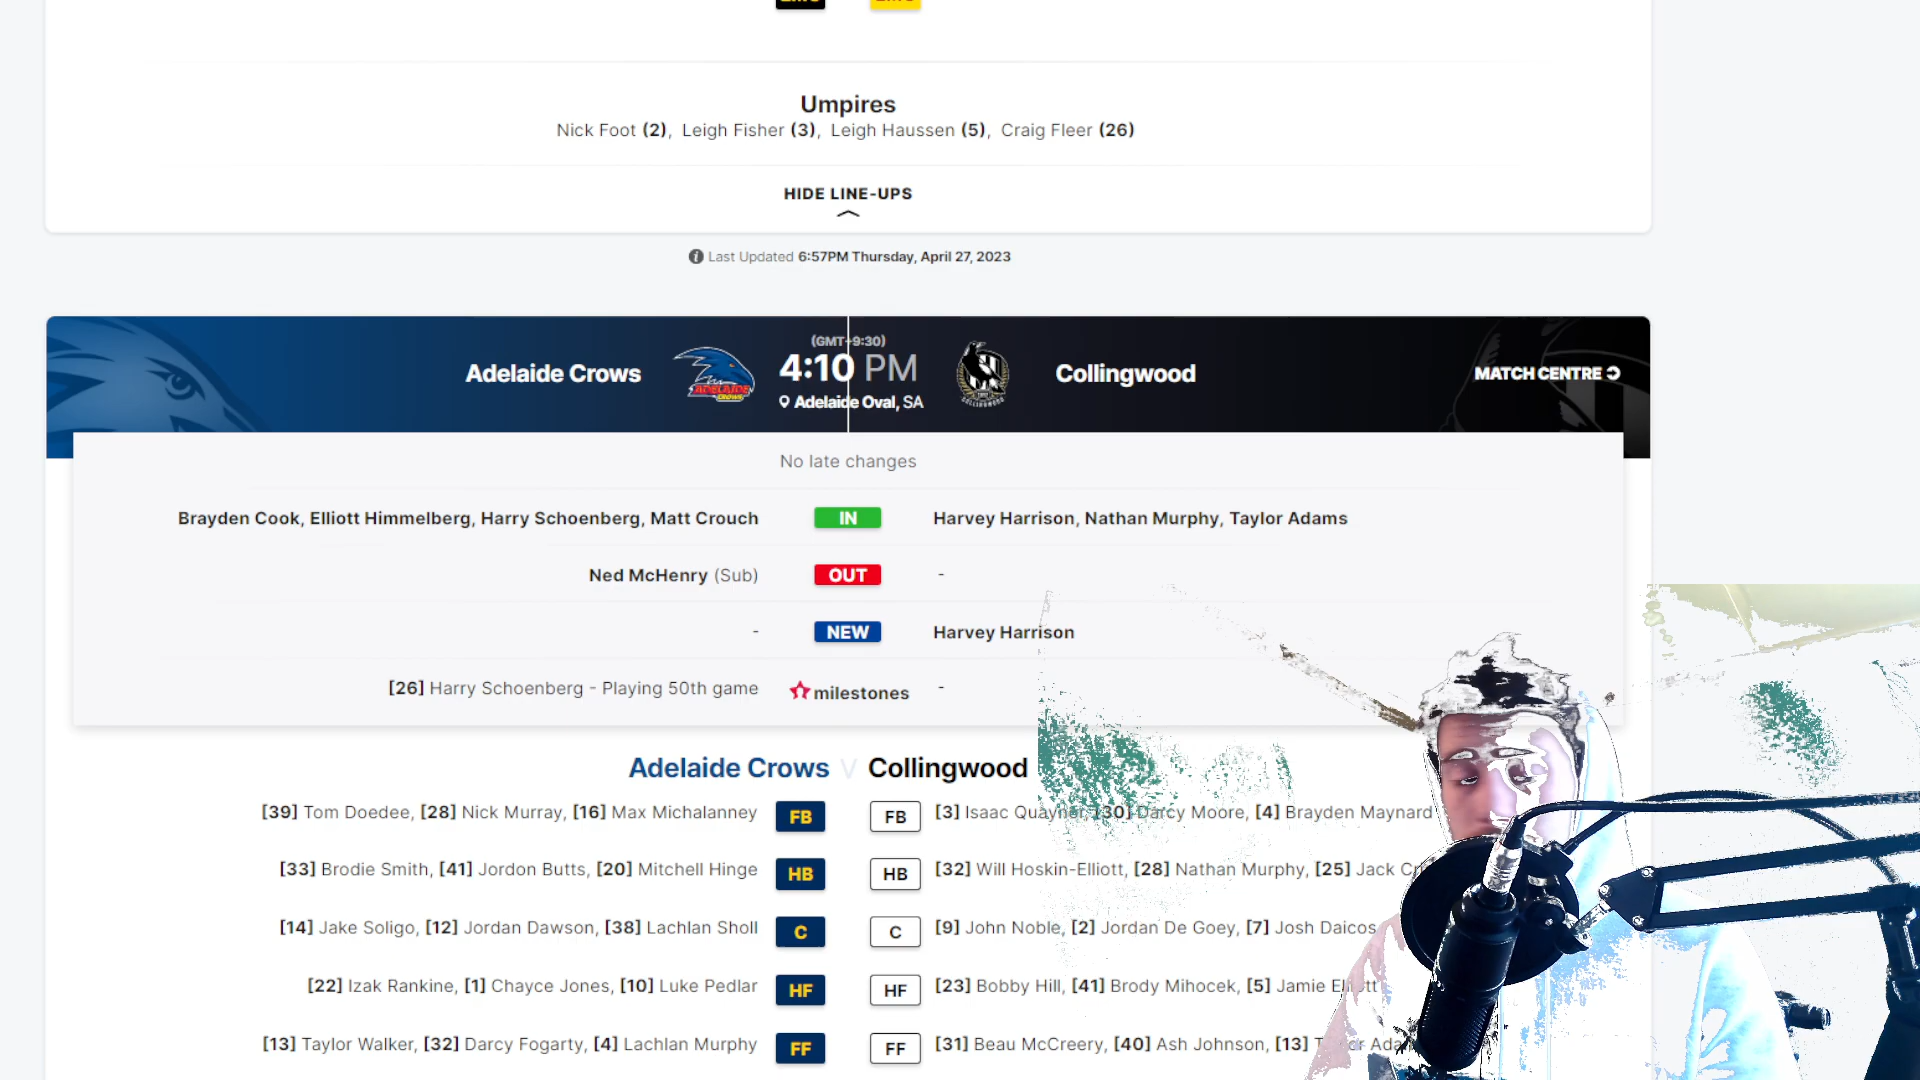 Umpires
Nick Foot (2), Leigh Fisher (3), Leigh Haussen (5), Craig Fleer (26)
HIDE LINE-UPS
Last Updated 6:57PM Thursday, April 27, 2023
(GMT+9:30)
Adelaide Crows 4:10 PM Collingwood MATCH CENTRE
Adelaide Oval, SA
No late changes
Brayden Cook, Elliott Himmelberg, Harry Schoenberg, Matt Crouch IN Harvey Harrison, Nathan Murphy, Taylor Adams
Ned McHenry (Sub) OUT -
- NEW Harvey Harrison
[26] Harry Schoenberg - Playing 50th game milestones -
Adelaide Crows V Collingwood
[39] Tom Doedee, [28] Nick Murray, [16] Max Michalanney FB FB [3] Isaac Quaynor, [30] Darcy Moore, [4] Brayden Maynard
[33] Brodie Smith, [41] Jordon Butts, [20] Mitchell Hinge HB HB [32] Will Hoskin-Elliott, [28] Nathan Murphy, [25] Jack
[14] Jake Soligo, [12] Jordan Dawson, [38] Lachlan Sholl C C [9] John Noble, [2] Jordan De Goey, [7] Josh Daicos
[22] Izak Rankine, [1] Chayce Jones, [10] Luke Pedlar HF HF [23] Bobby Hill, [41] Brody Mihocek, [5] Jamie Elliott
[13] Taylor Walker, [32] Darcy Fogarty, [4] Lachlan Murphy FF FF [31] Beau McCreery, [40] Ash Johnson, [13]